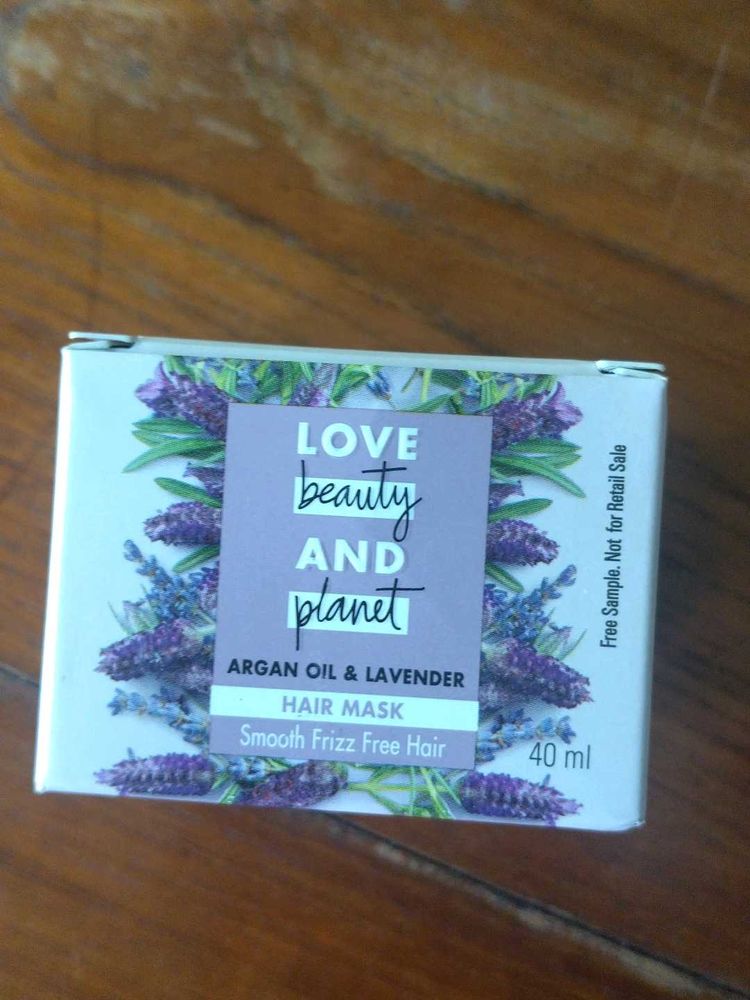 LOVE
beauty
AND
planet
ARGAN OIL & LAVENDER
HAIR MASK
Smooth Frizz Free Hair
40 ml
Free Sample. Not for Retail Sale